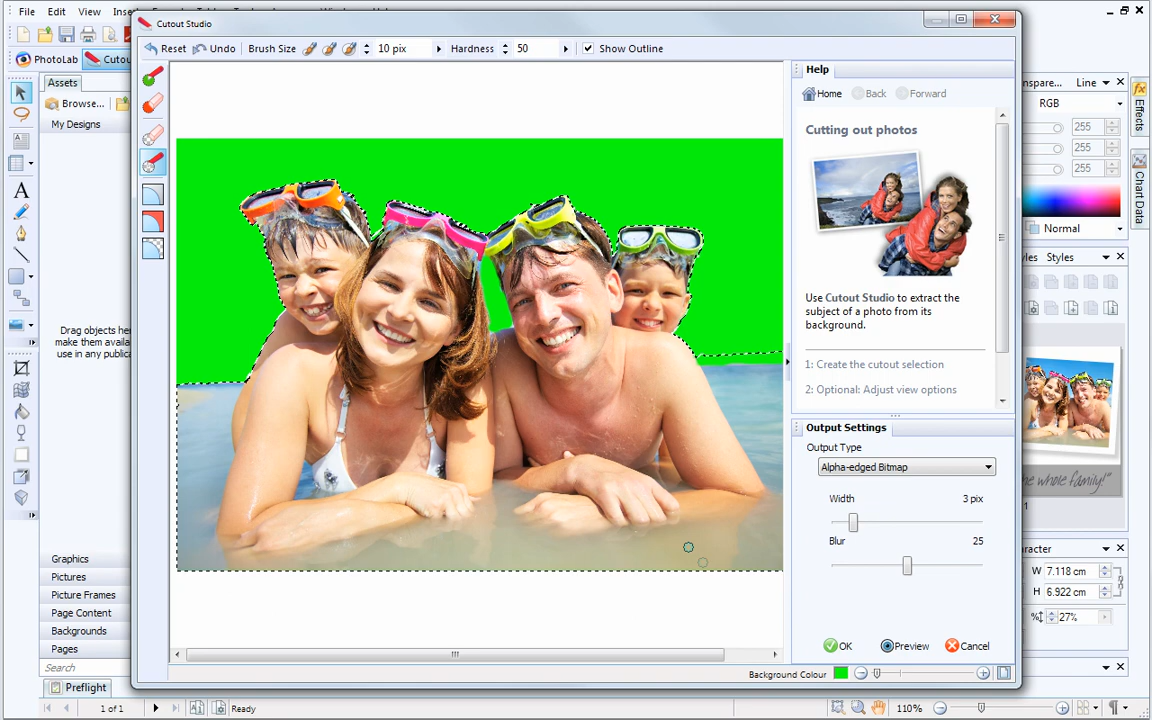 File Edit View
Cutout Studio
Reset Undo Brush Size 10 pix Hardness 50 Show Outline
PhotoLab
Assets
Browse...
My Designs
Drag objects
make them
use in any
Graphics
Pictures
Picture Frames
Page Content
Backgrounds
Pages
Search
Preflight
1 of 1
Ready
Help
Home Back Forward
Cutting out photos
Use Cutout Studio to extract the
subject of a photo from its
background.
1: Create the cutout selection
2: Optional: Adjust view options
Output Settings
Output Type
Alpha-edged Bitmap
Width 3 pix
Blur 25
OK Preview Cancel
Background Colour
Line
RGB
255
255
255
Normal
Styles
whole family!"
1
W 7.118 cm
H 6.922 cm
27%
Effects
Chart Data
110%